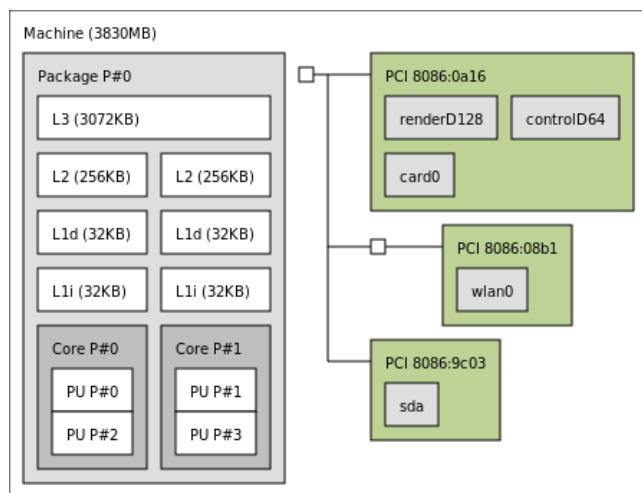 Machine (3830MB)
Package P#0
L3 (3072KB)
L2 (256KB) L2 (256KB)
L1d (32KB) L1d (32KB)
L1i (32KB) L1i (32KB)
Core P#0 Core P#1
PU P#0 PU P#1
PU P#2 PU P#3
PCI 8086:0a16
renderD128 controlD64
card0
PCI 8086:08b1
wlan0
PCI 8086:9c03
sda